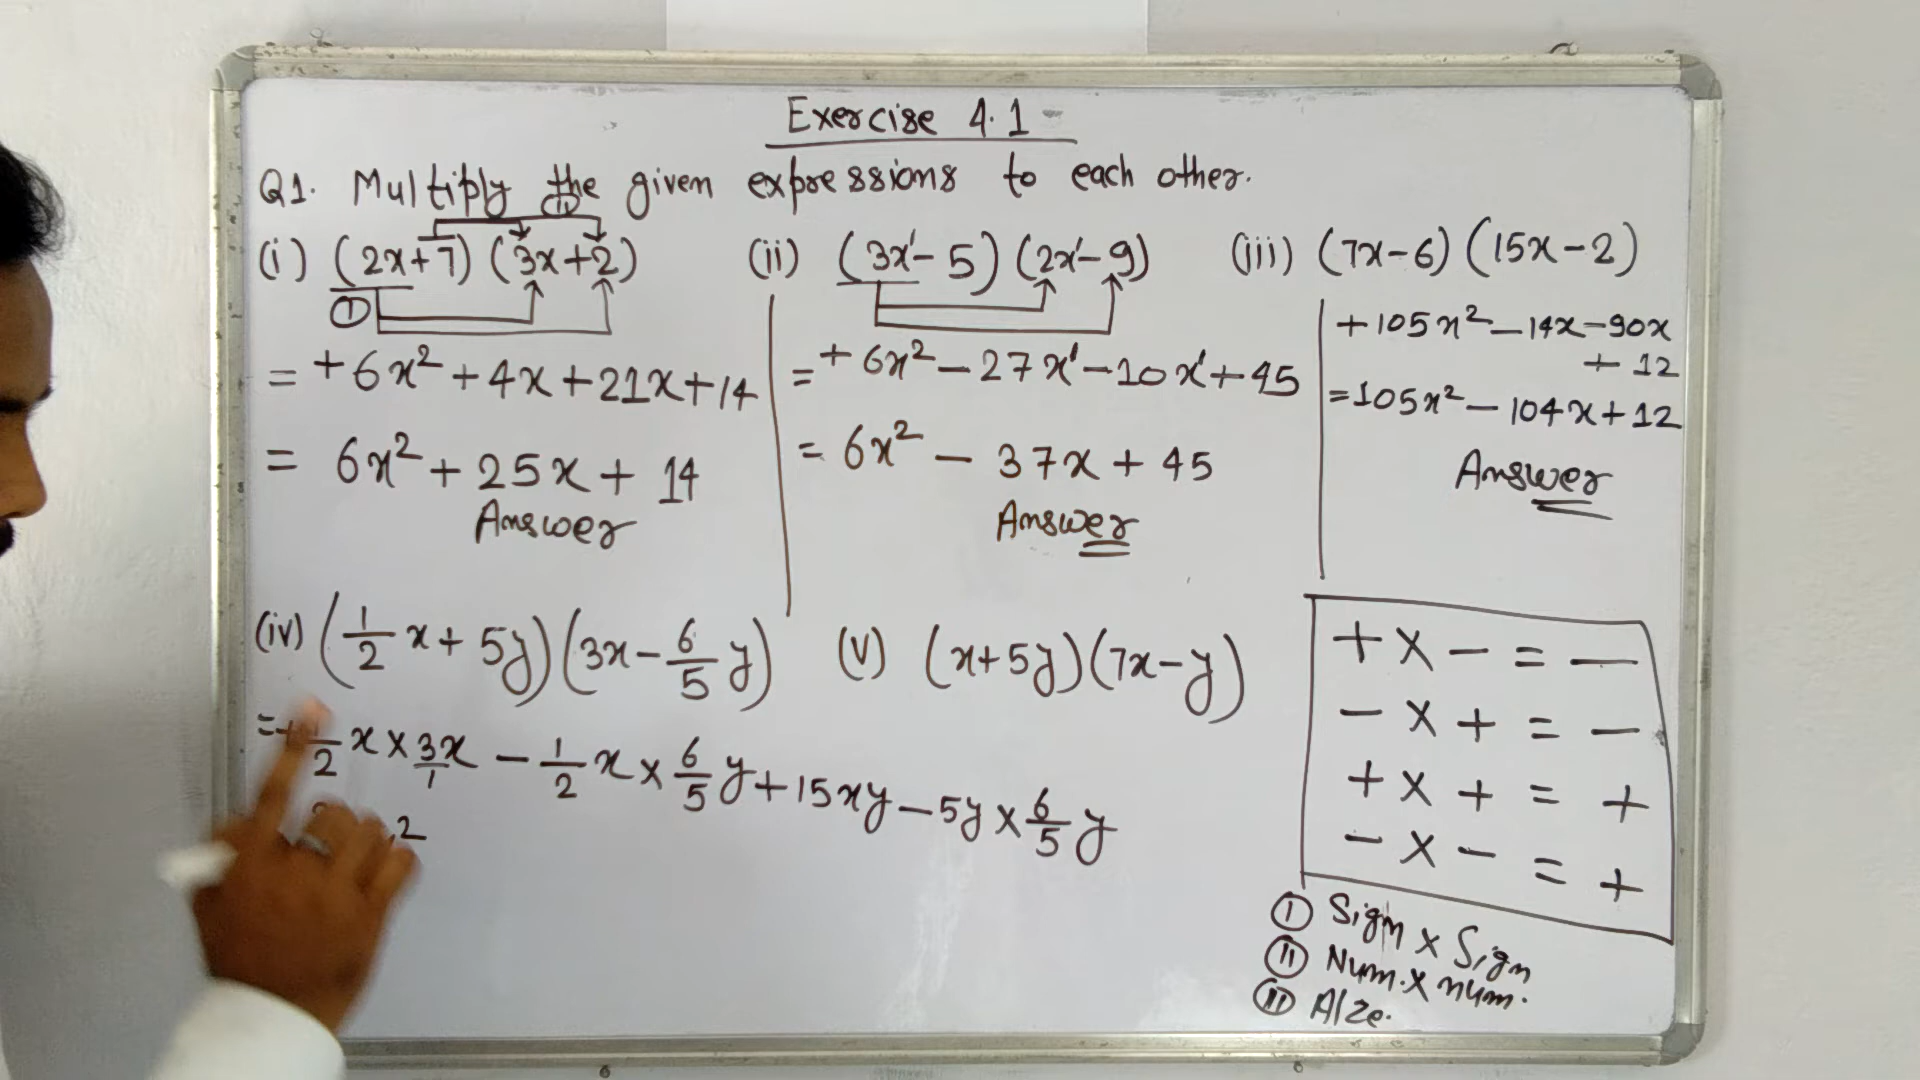 Exercise 4.1
Q1. Multiply the given expressions to each other.
(i) (2x+7) (3x+2)
(ii) (3x-5) (2x-9)
(iii) (7x-6) (15x-2)
①
②
= +6x² + 4x + 21x + 14
= 6x² + 25x + 14
Answer
= + 6x² - 27x - 10x + 45
= 6x² - 37x + 45
Answer
+105x² - 14x - 90x
+ 12
= 105x² - 104x + 12
Answer
(iv) (1/2 x + 5y) (3x - 6/5 y)
(v) (x+5y) (7x-y)
= + 1/2 x × 3x/1 - 1/2 x × 6/5 y + 15xy - 5y × 6/5 y
+ × - = -
- × + = -
+ × + = +
- × - = +
Ⓘ Sign × Sign
Ⓘⓘ Num. × num.
Ⓘⓘⓘ Alze.